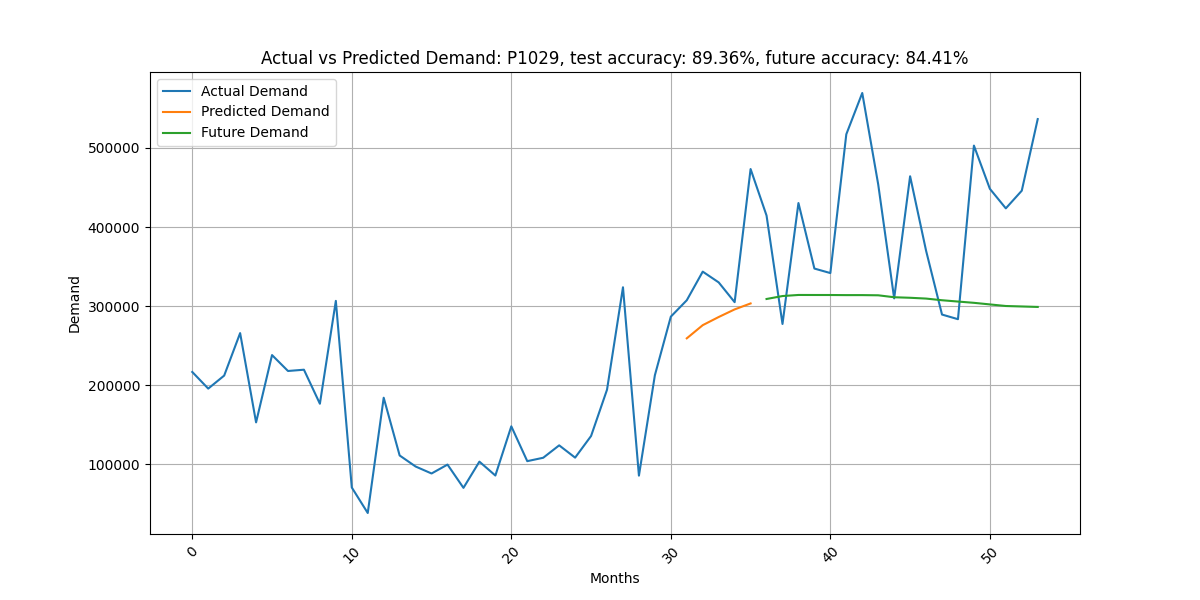 Actual vs Predicted Demand: P1029, test accuracy: 89.36%, future accuracy: 84.41%
Actual Demand
Predicted Demand
Future Demand
500000
400000
300000
200000
100000
Demand
0
10
20
30
40
50
Months